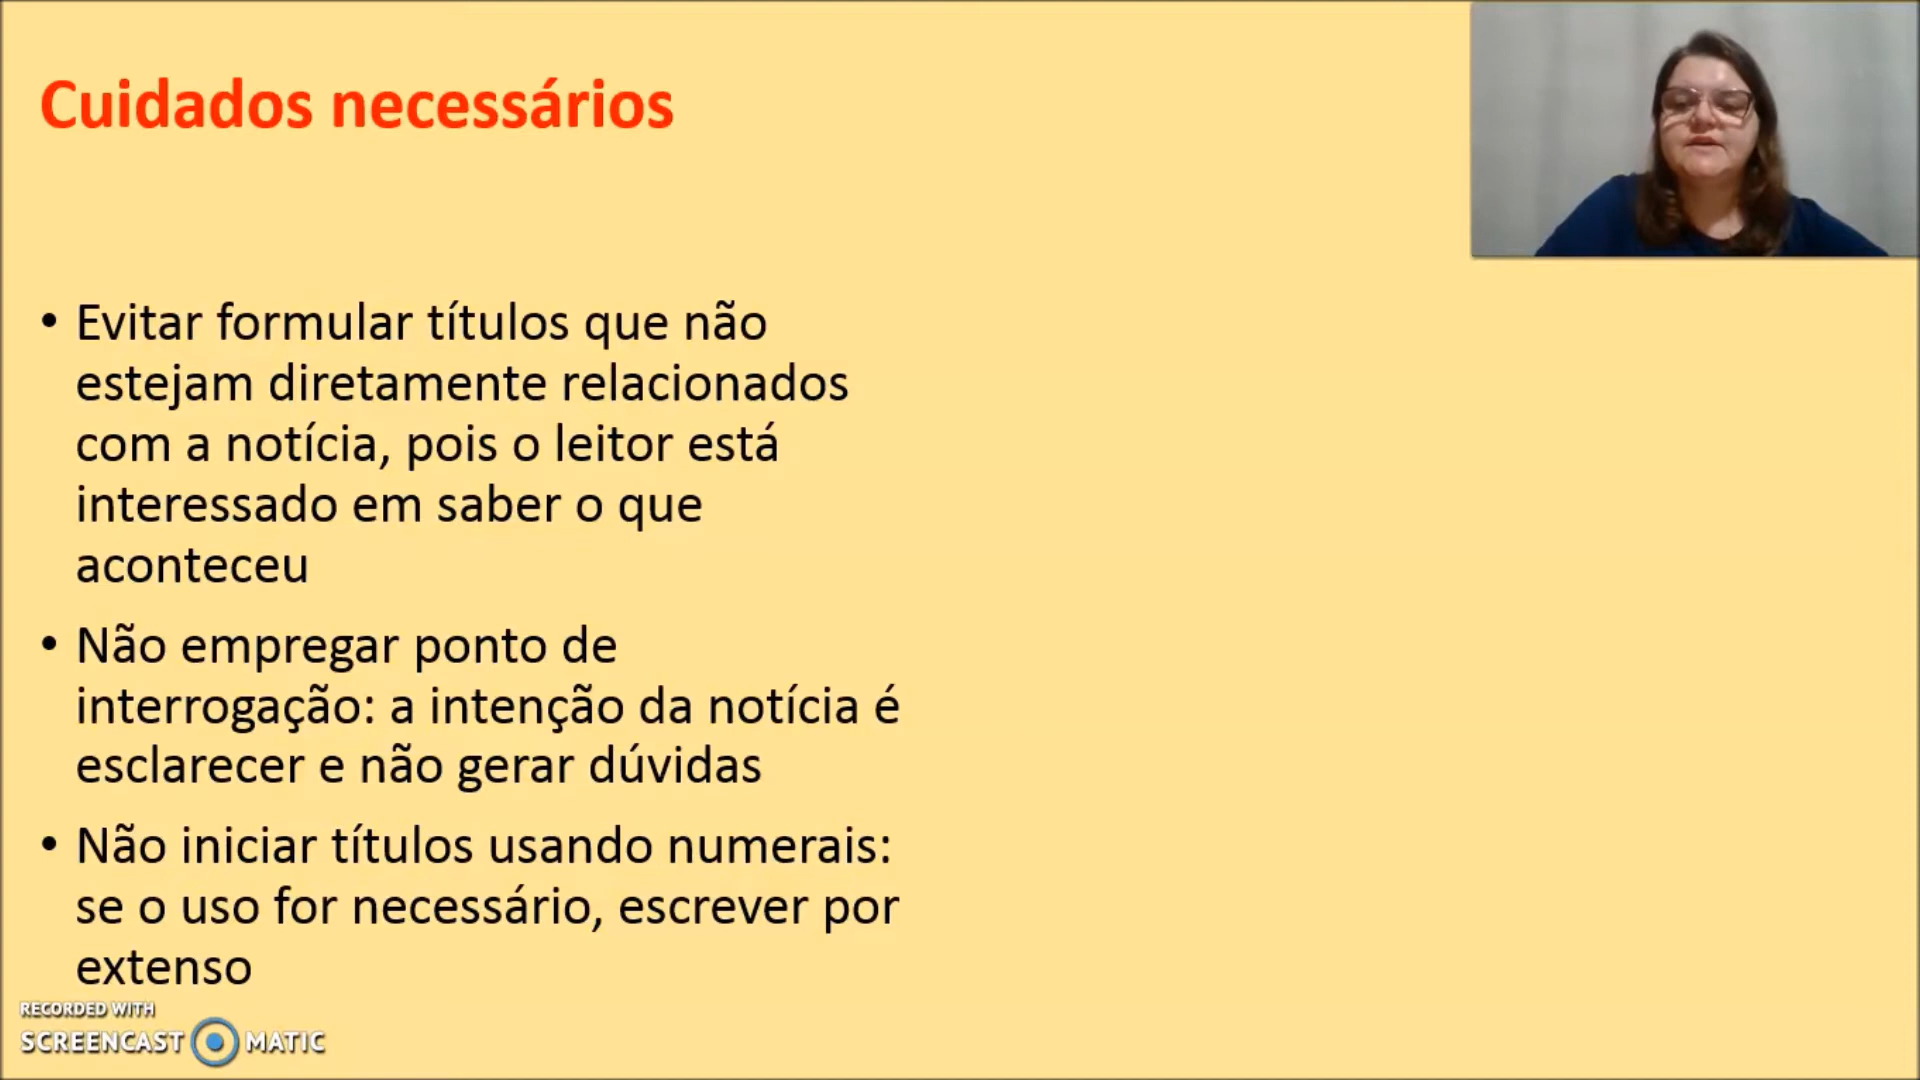 Cuidados necessários
• Evitar formular títulos que não
estejam diretamente relacionados
com a notícia, pois o leitor está
interessado em saber o que
aconteceu
• Não empregar ponto de
interrogação: a intenção da notícia é
esclarecer e não gerar dúvidas
• Não iniciar títulos usando numerais:
se o uso for necessário, escrever por
extenso
RECORDED WITH
SCREENCAST MATIC